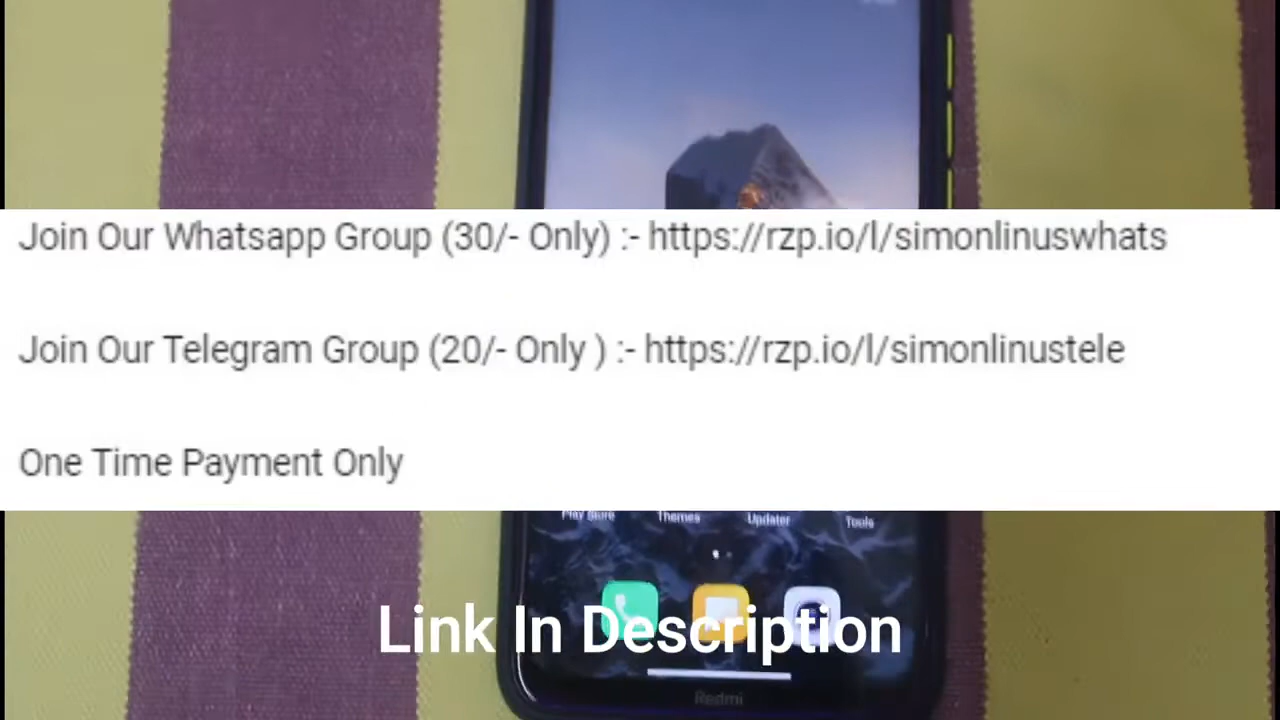 Join Our Whatsapp Group (30/- Only) :- https://rzp.io/l/simonlinuswhats
Join Our Telegram Group (20/- Only ) :- https://rzp.io/l/simonlinustele
One Time Payment Only
Play Store Themes Updater Tools
Link In Description
Redmi